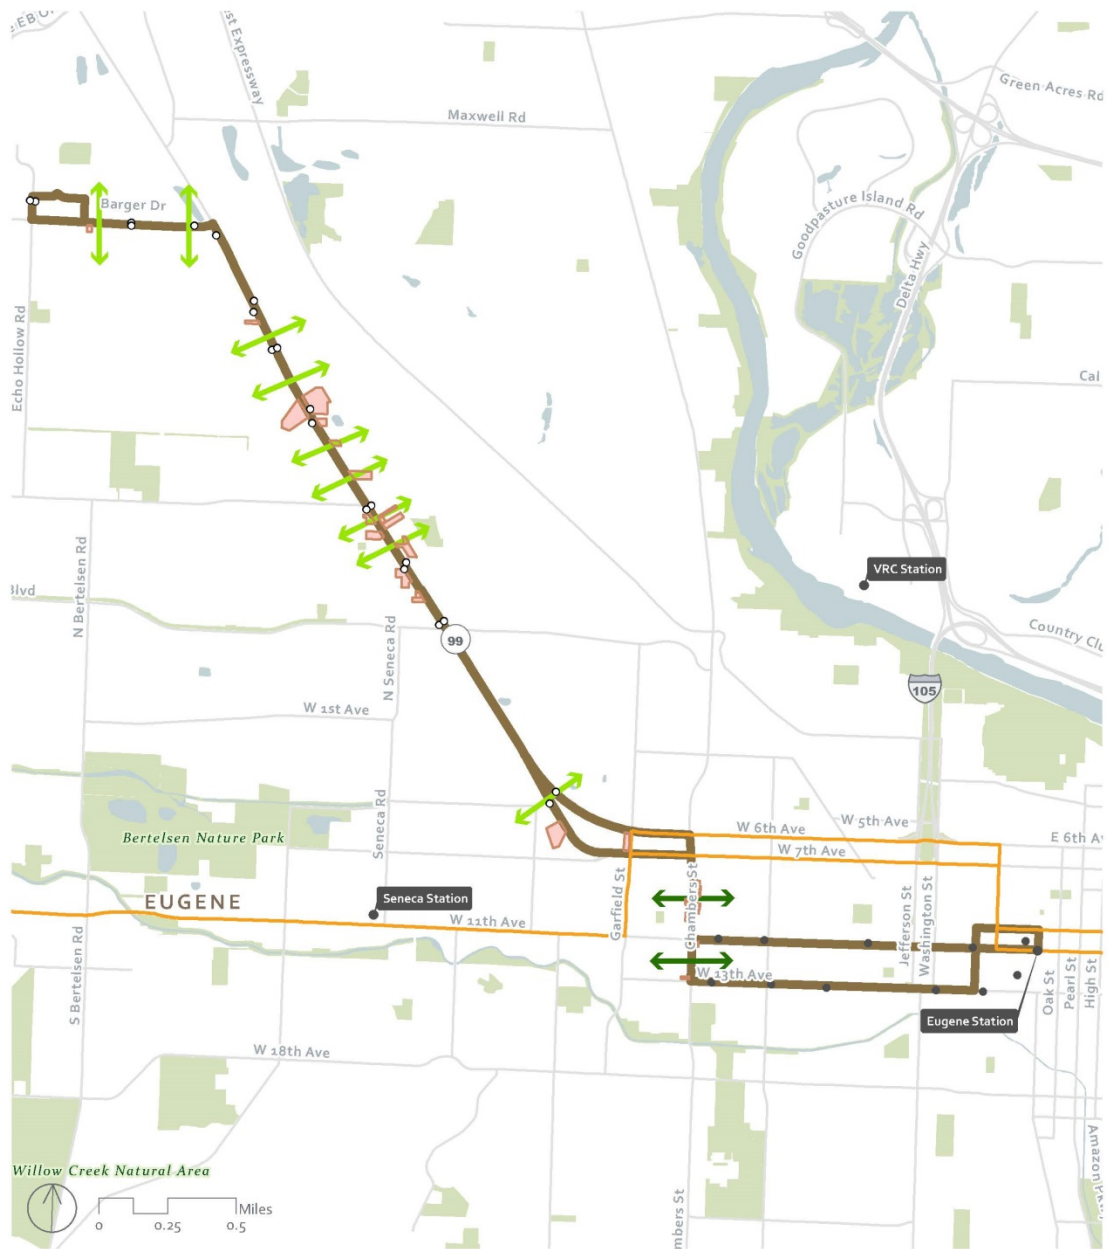 Maxwell Rd
Green Acres Rd
Barger Dr
Goodpasture Island Rd
Delta Hwy
Echo Hollow Rd
Cal
VRC Station
N Bertelsen Rd
Blvd
99
N Seneca Rd
Country Clu
105
W 1st Ave
Seneca Rd
W 5th Ave
W 6th Ave
E 6th A
Bertelsen Nature Park
W 7th Ave
EUGENE
Seneca Station
W 11th Ave
Garfield St
Chambers St
Jefferson St
Washington St
S Bertelsen Rd
W 13th Ave
Oak St
Pearl St
High St
Eugene Station
W 18th Ave
Willow Creek Natural Area
Miles
0
0.25
0.5
mbers St
st Expressway